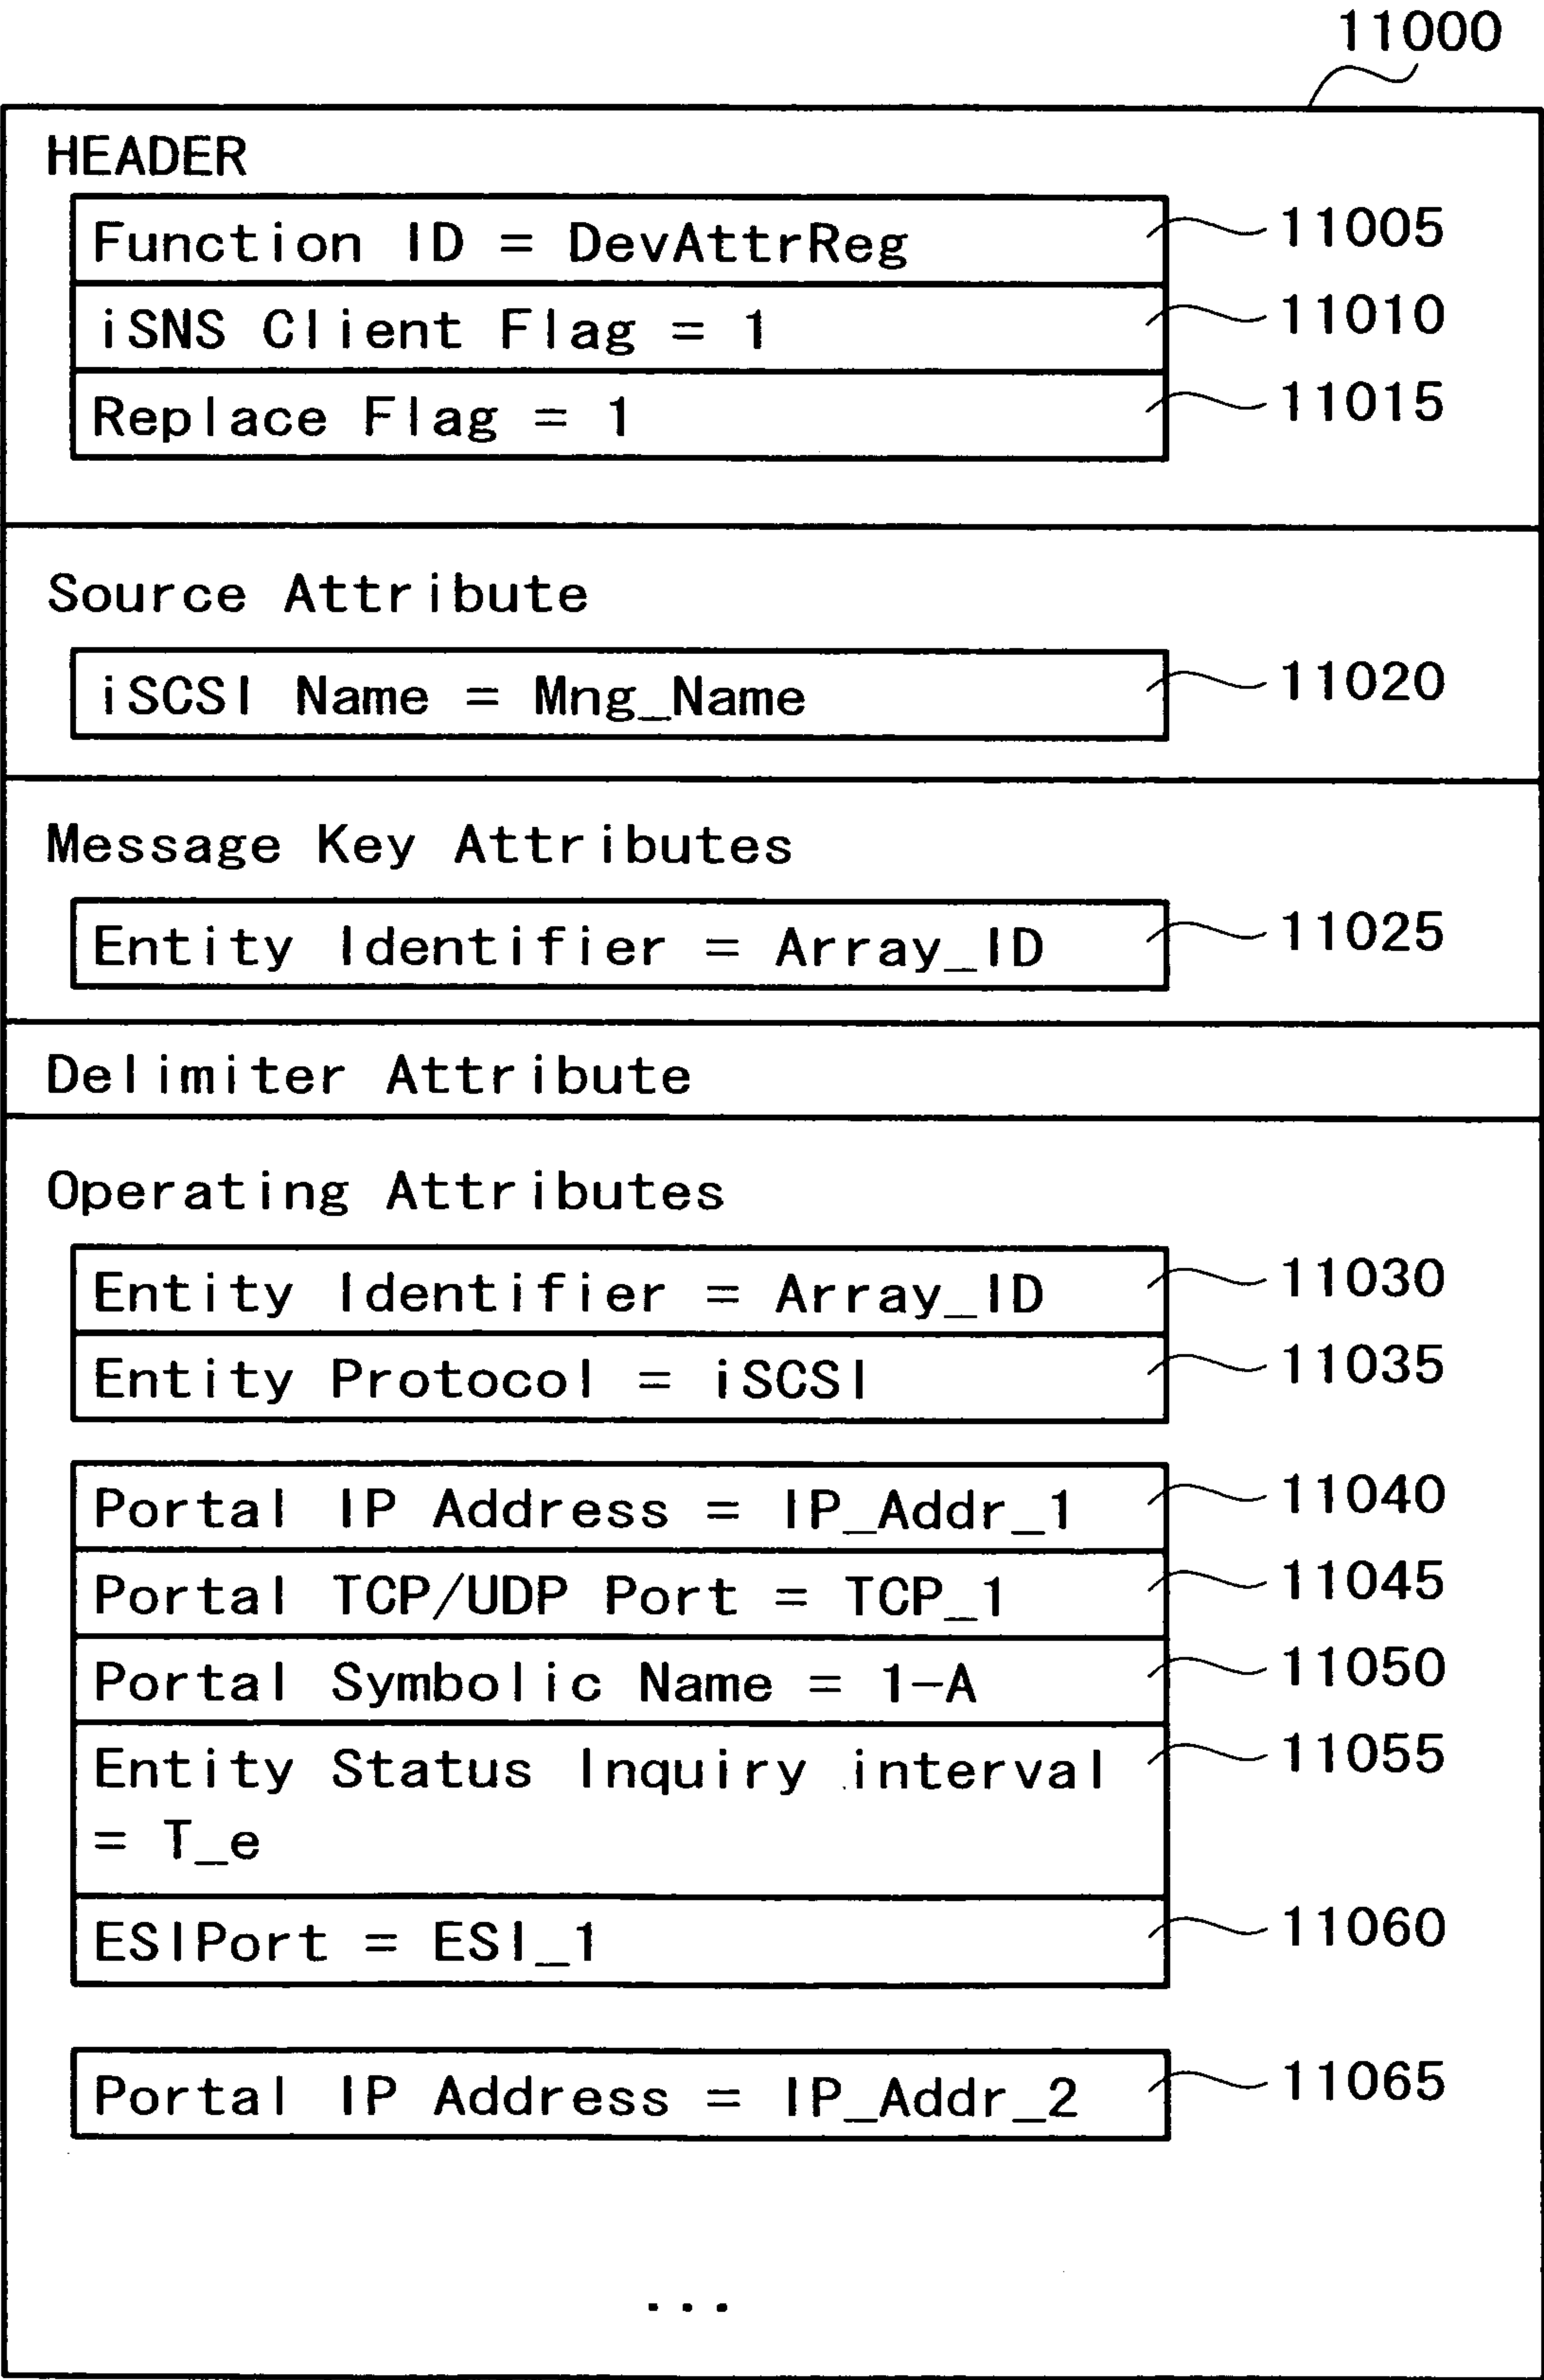 11000
HEADER
Function ID = DevAttrReg 11005
iSNS Client Flag = 1 11010
Replace Flag = 1 11015
Source Attribute
iSCSI Name = Mng_Name 11020
Message Key Attributes
Entity Identifier = Array_ID 11025
Delimiter Attribute
Operating Attributes
Entity Identifier = Array_ID 11030
Entity Protocol = iSCSI 11035
Portal IP Address = IP_Addr_1 11040
Portal TCP/UDP Port = TCP_1 11045
Portal Symbolic Name = 1-A 11050
Entity Status Inquiry interval 11055
= T_e
ESIPort = ESI_1 11060
Portal IP Address = IP_Addr_2 11065
...